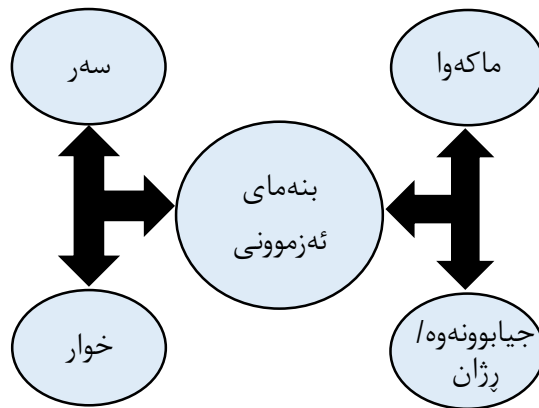 ماکەوا
سەر
بنەمای
ئەزموونی
جیابوونەوە/
ڕژان
خوار